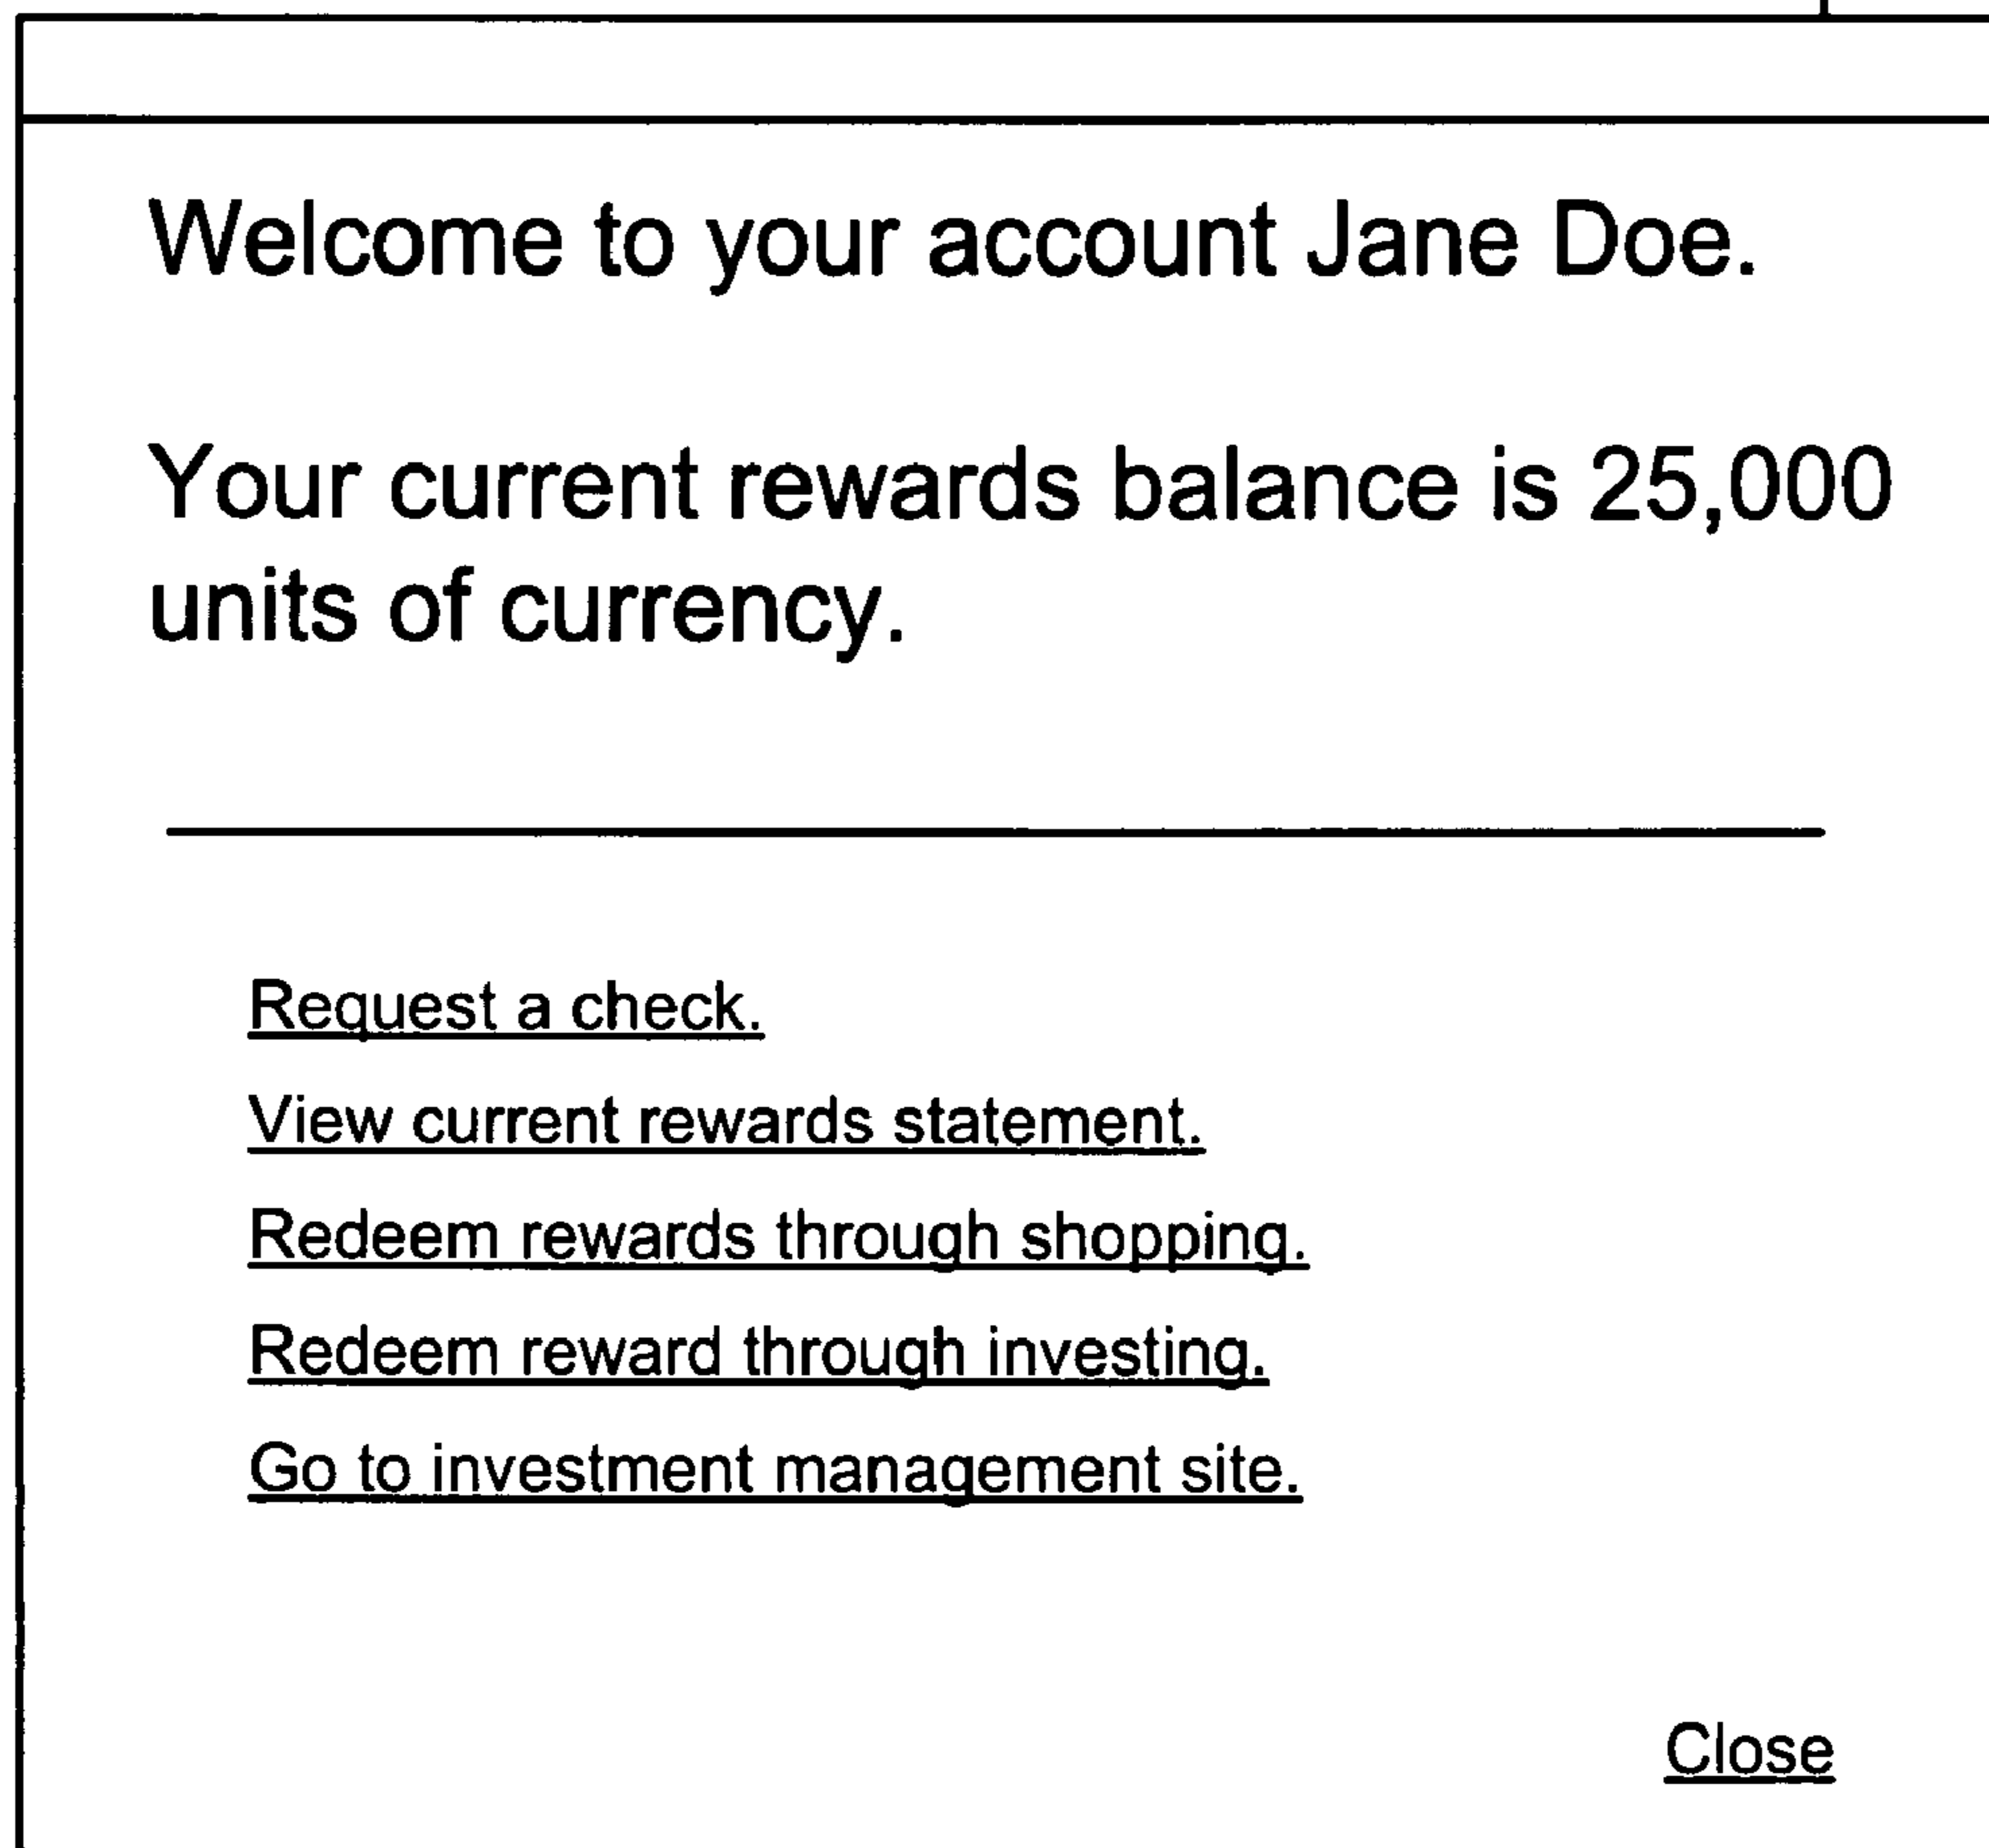 Welcome to your account Jane Doe.
Your current rewards balance is 25,000
units of currency.
Request a check.
View current rewards statement.
Redeem rewards through shopping.
Redeem reward through investing.
Go to investment management site.
Close